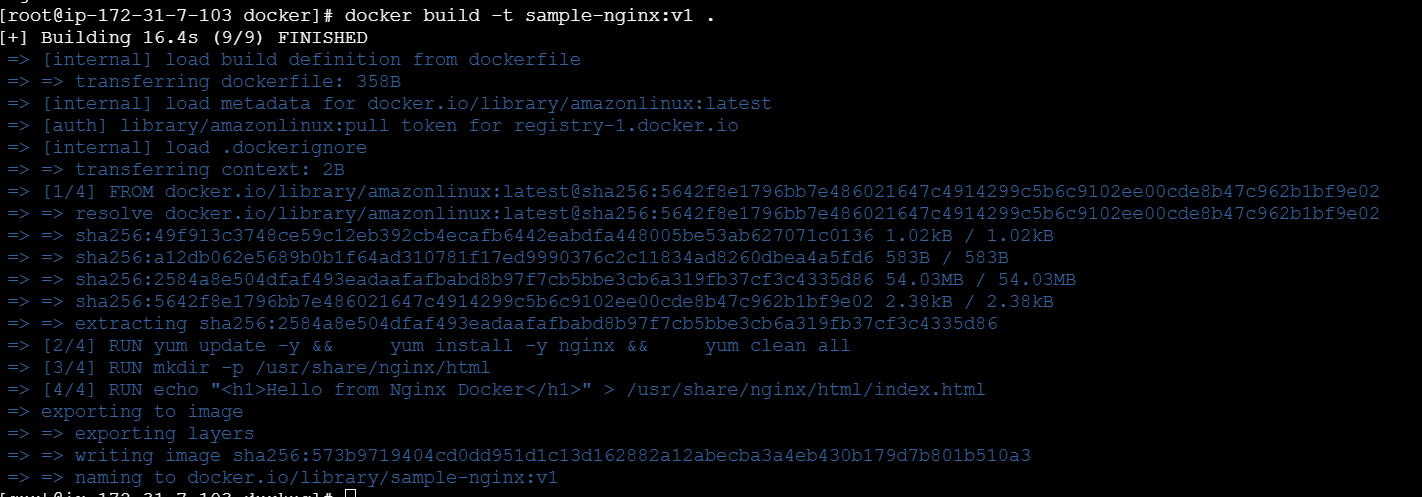 [root@ip-172-31-7-103 docker]# docker build -t sample-nginx:v1 .
[+] Building 16.4s (9/9) FINISHED
=> [internal] load build definition from dockerfile
=> => transferring dockerfile: 358B
=> [internal] load metadata for docker.io/library/amazonlinux:latest
=> [auth] library/amazonlinux:pull token for registry-1.docker.io
=> [internal] load .dockerignore
=> => transferring context: 2B
=> [1/4] FROM docker.io/library/amazonlinux:latest@sha256:5642f8e1796bb7e486021647c4914299c5b6c9102ee00cde8b47c962b1bf9e02
=> => resolve docker.io/library/amazonlinux:latest@sha256:5642f8e1796bb7e486021647c4914299c5b6c9102ee00cde8b47c962b1bf9e02
=> => sha256:49f913c3748ce59c12eb392cb4ecafb6442eabdfa448005be53ab627071c0136 1.02kB / 1.02kB
=> => sha256:a12db062e5689b0b1f64ad310781f17ed9990376c2c11834ad8260dbea4a5fd6 583B / 583B
=> => sha256:2584a8e504dfaf493eadaafafbabd8b97f7cb5bbe3cb6a319fb37cf3c4335d86 54.03MB / 54.03MB
=> => sha256:5642f8e1796bb7e486021647c4914299c5b6c9102ee00cde8b47c962b1bf9e02 2.38kB / 2.38kB
=> => extracting sha256:2584a8e504dfaf493eadaafafbabd8b97f7cb5bbe3cb6a319fb37cf3c4335d86
=> [2/4] RUN yum update -y &&     yum install -y nginx &&     yum clean all
=> [3/4] RUN mkdir -p /usr/share/nginx/html
=> [4/4] RUN echo "<h1>Hello from Nginx Docker</h1>" > /usr/share/nginx/html/index.html
=> exporting to image
=> => exporting layers
=> => writing image sha256:573b9719404cd0dd951d1c13d162882a12abecba3a4eb430b179d7b801b510a3
=> => naming to docker.io/library/sample-nginx:v1
[root@ip-172-31-7-103 docker]#